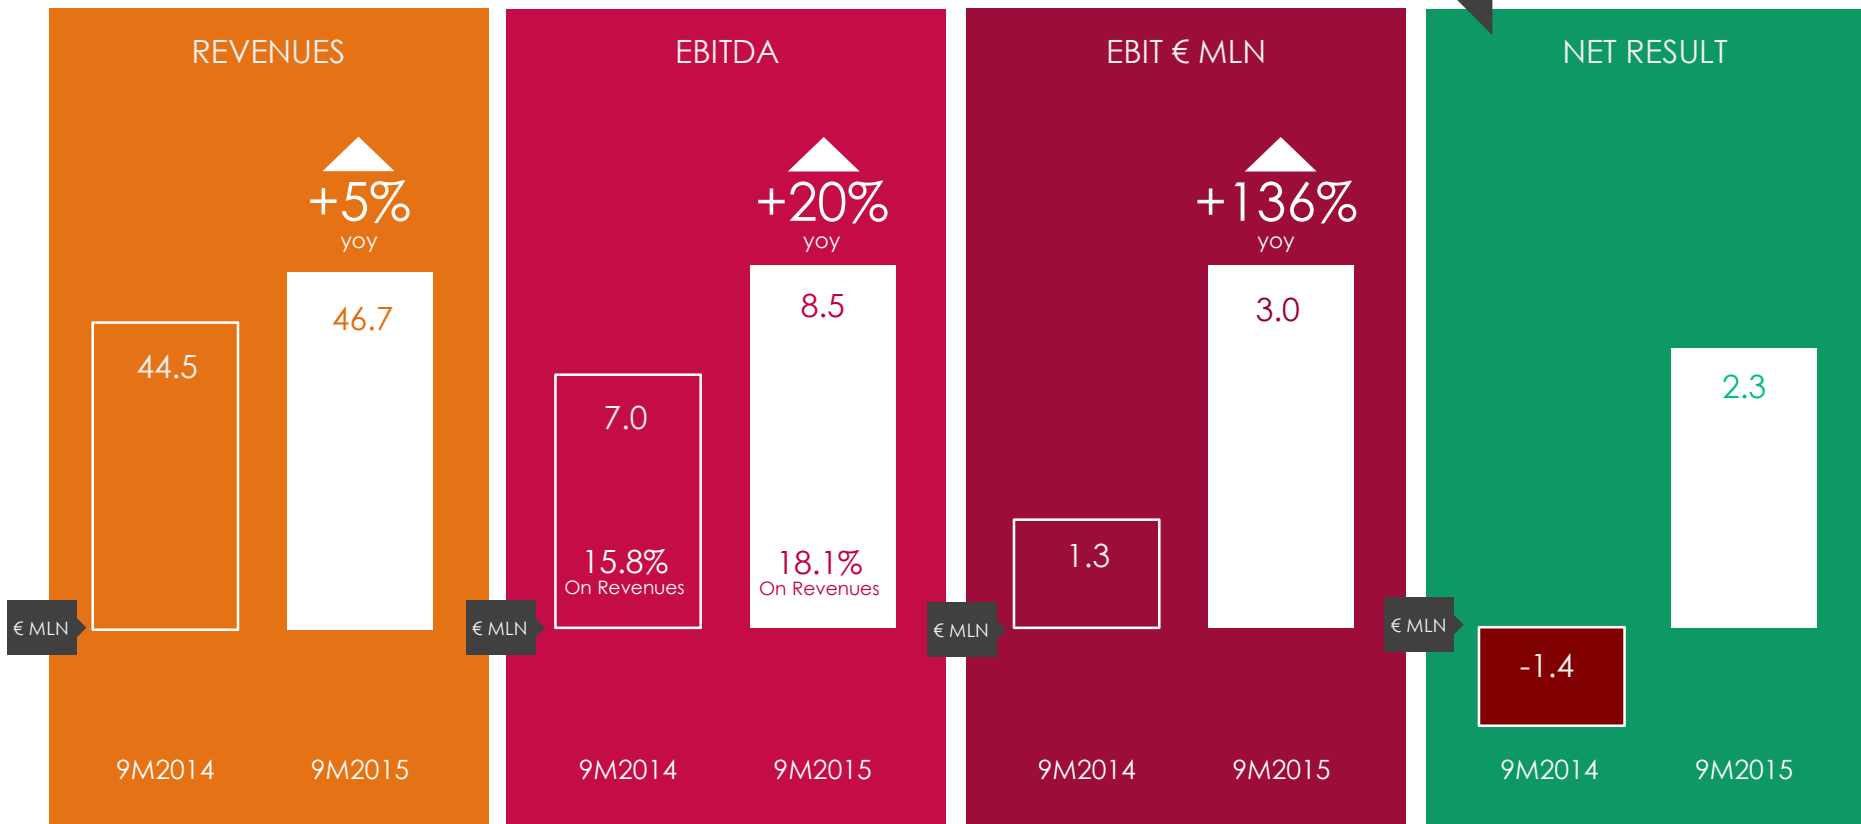 REVENUES
+5%
yoy
46.7
44.5
€ MLN
9M2014
9M2015
EBITDA
+20%
yoy
8.5
7.0
15.8%
On Revenues
18.1%
On Revenues
€ MLN
9M2014
9M2015
EBIT € MLN
+136%
yoy
3.0
1.3
€ MLN
9M2014
9M2015
NET RESULT
2.3
€ MLN
-1.4
9M2014
9M2015